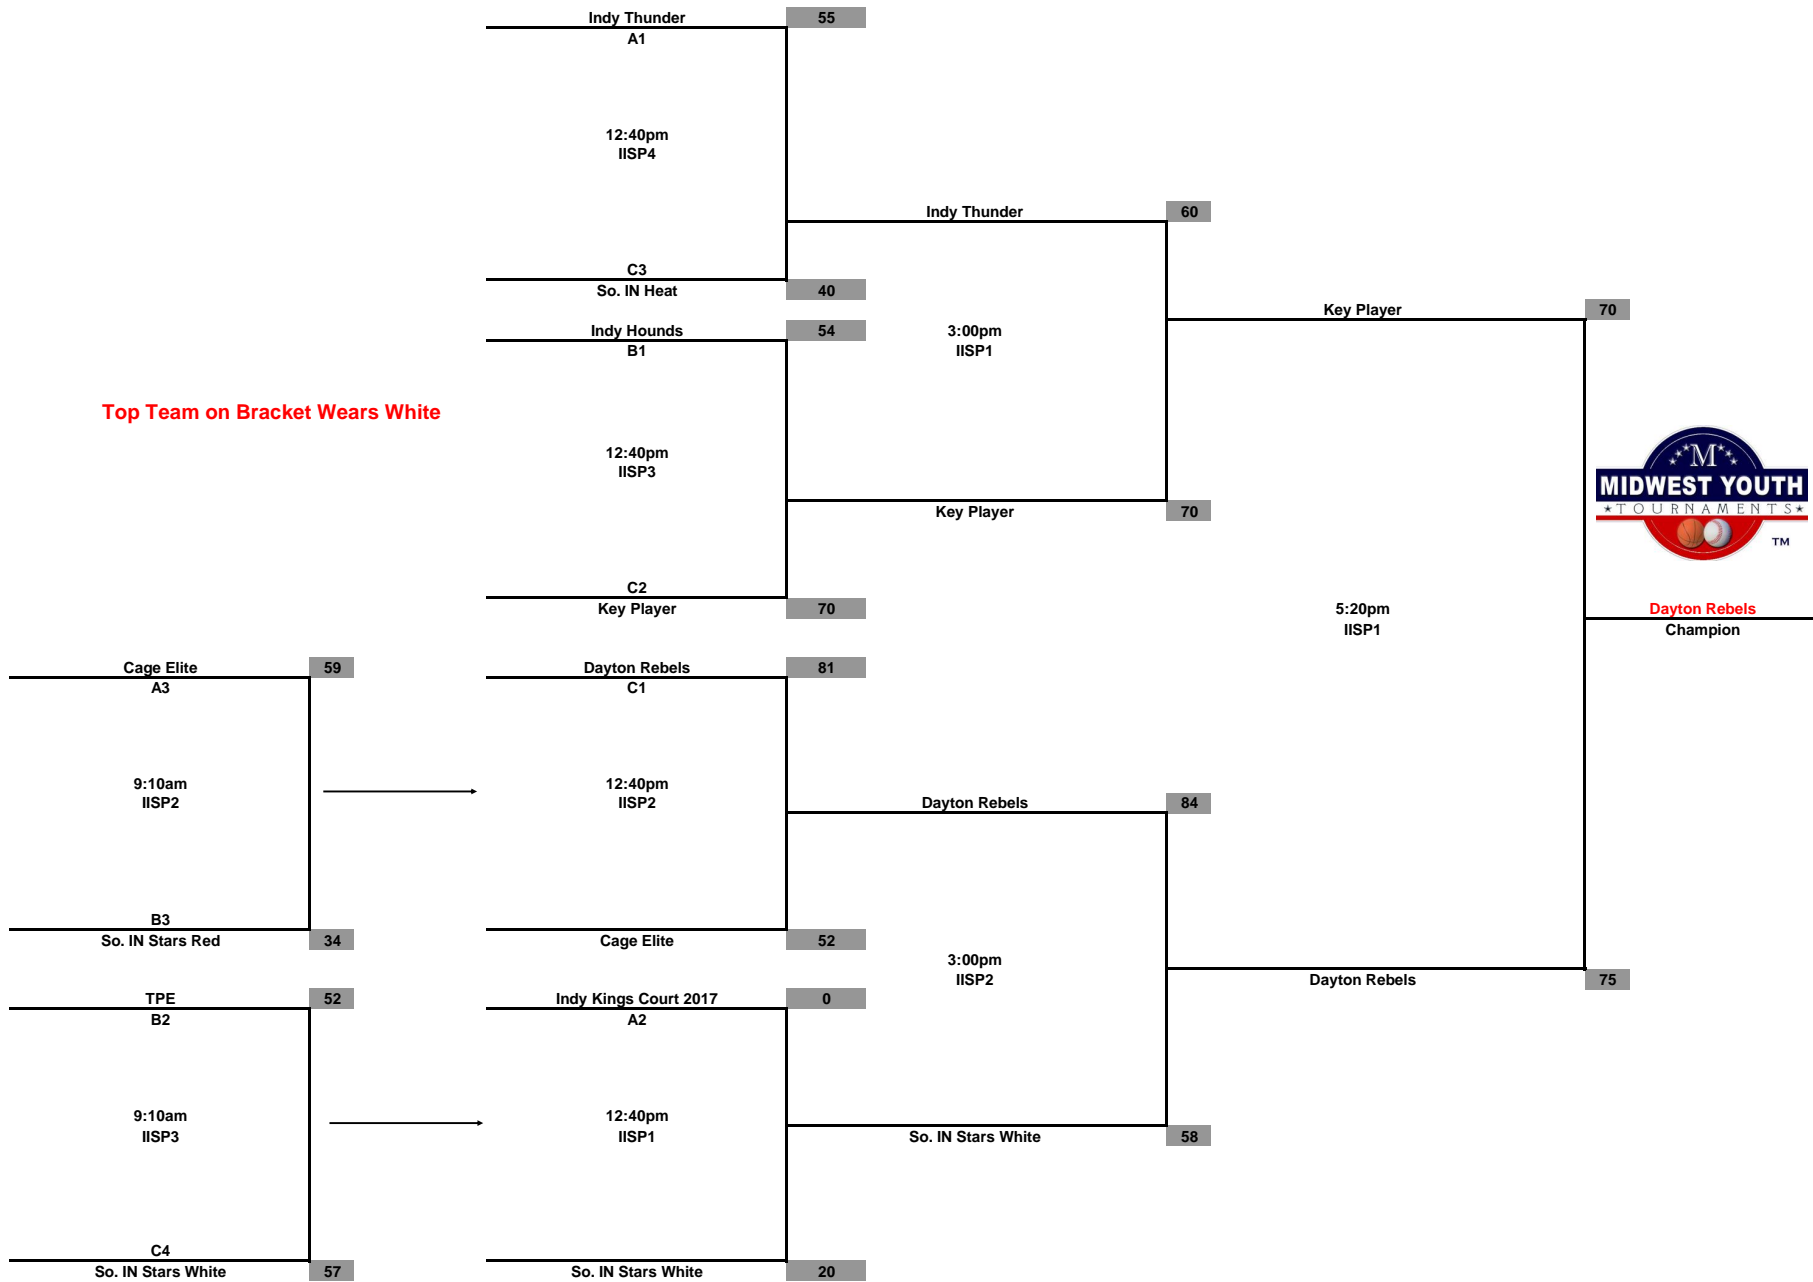 Indy Thunder 55
A1
12:40pm
IISP4
Indy Thunder 60
C3
So. IN Heat 40
Key Player 70
Indy Hounds 54
B1
3:00pm
IISP1
Top Team on Bracket Wears White
12:40pm
IISP3
M
MIDWEST YOUTH
TOURNAMENTS
TM
Key Player 70
C2
Key Player 70
5:20pm
IISP1
Dayton Rebels
Champion
Cage Elite 59
A3
Dayton Rebels 81
C1
9:10am
IISP2
12:40pm
IISP2
Dayton Rebels 84
B3
So. IN Stars Red 34
Cage Elite 52
3:00pm
IISP2
Dayton Rebels 75
TPE 52
B2
Indy Kings Court 2017 0
A2
9:10am
IISP3
12:40pm
IISP1
So. IN Stars White 58
C4
So. IN Stars White 57
So. IN Stars White 20